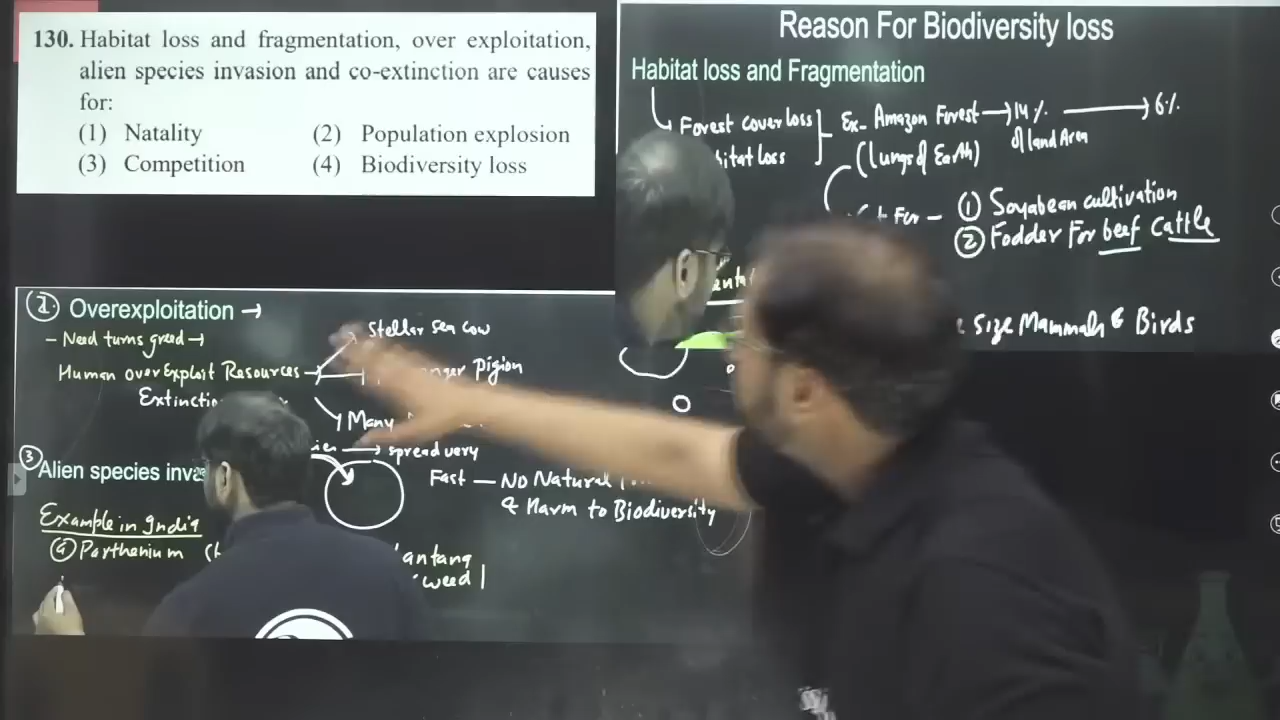 130. Habitat loss and fragmentation, over exploitation,
alien species invasion and co-extinction are causes
for:
(1) Natality (2) Population explosion
(3) Competition (4) Biodiversity loss
Reason For Biodiversity loss
Habitat loss and Fragmentation
Forest cover loss
loss
Ex- Amazon Forest → 14 % → 6 %
of land Area
(lungs of Earth)
For - ① Soyabean cultivation
② Fodder For beef cattle
Size Mammals & Birds
2. Overexploitation →
- Need turns greed →
Human over Exploit Resources
Stellar Sea cow
Pigion
Many
→ spread very
Fast - No Natural
& Harm to Biodiversity
3 Alien species
Example in India
(a) Parthenium
weed